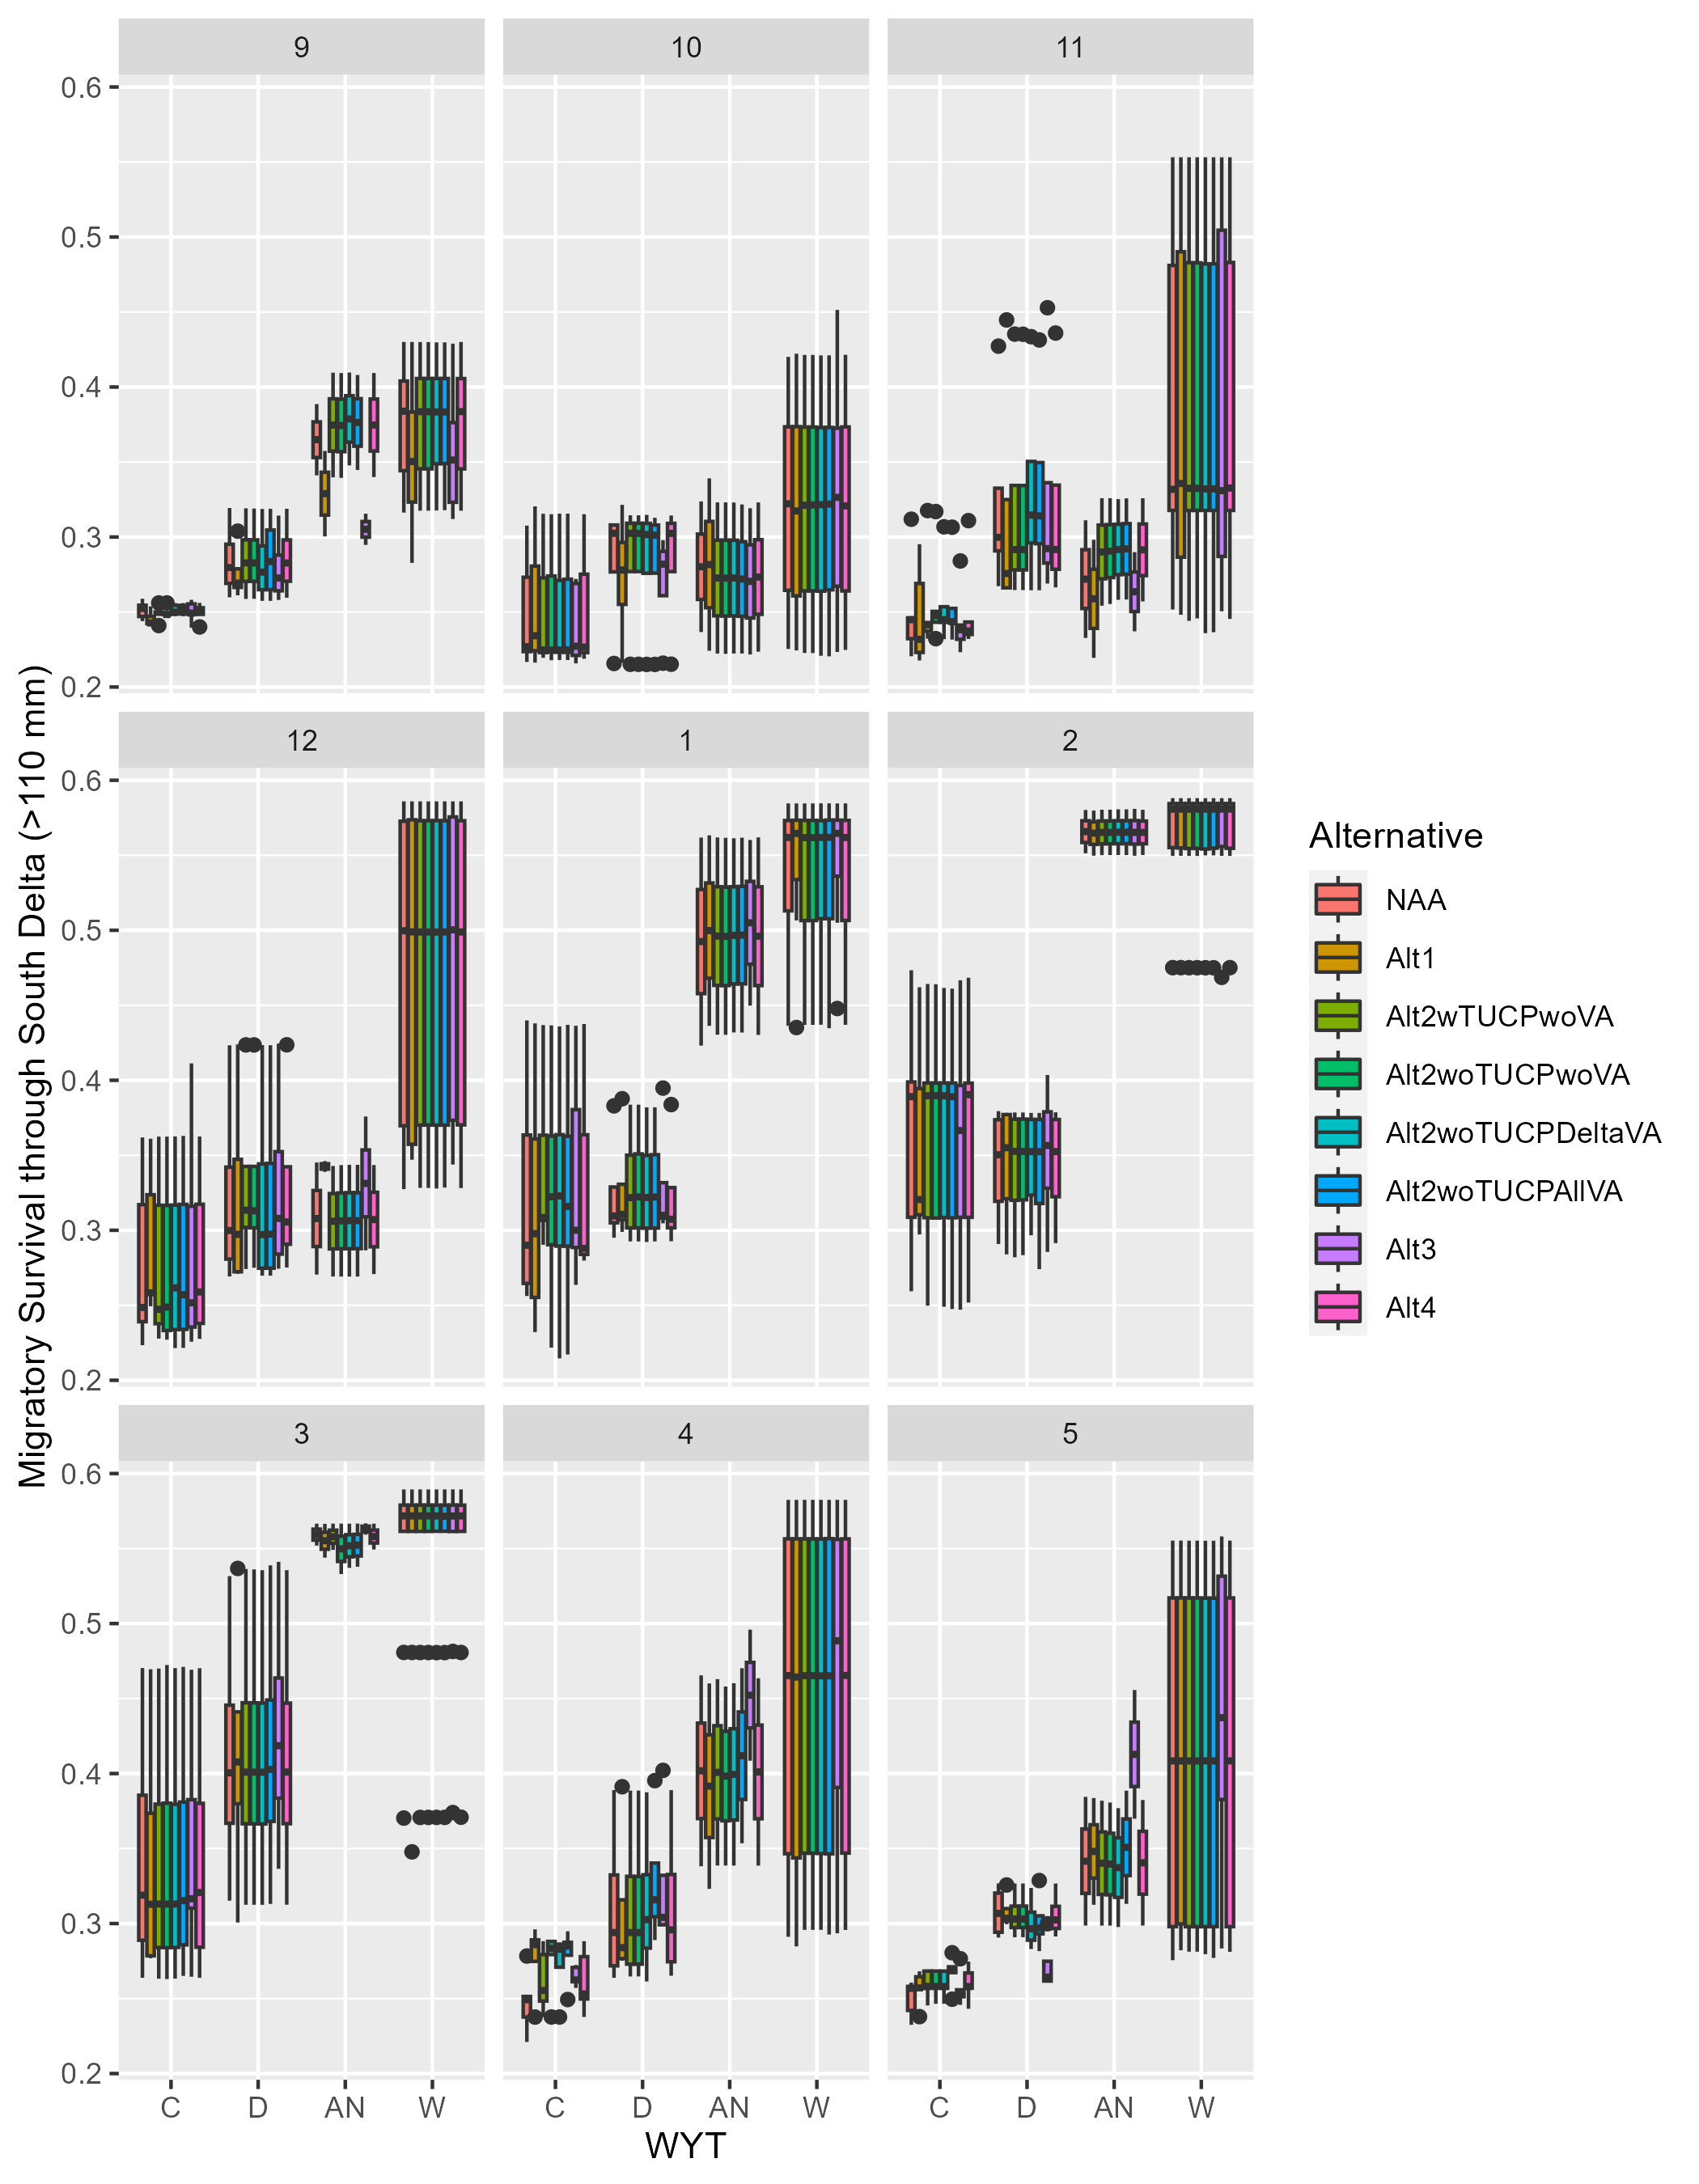 9 10 11
0.6
0.5
0.4
0.3
0.2
12 1 2
0.6
0.5
0.4
0.3
0.2
3 4 5
0.6
0.5
0.4
0.3
0.2
C D AN W C D AN W C D AN W
WYT
Migratory Survival through South Delta (>110 mm)
Alternative
NAA
Alt1
Alt2wTUCPwoVA
Alt2woTUCPwoVA
Alt2woTUCPDeltaVA
Alt2woTUCPAllVA
Alt3
Alt4